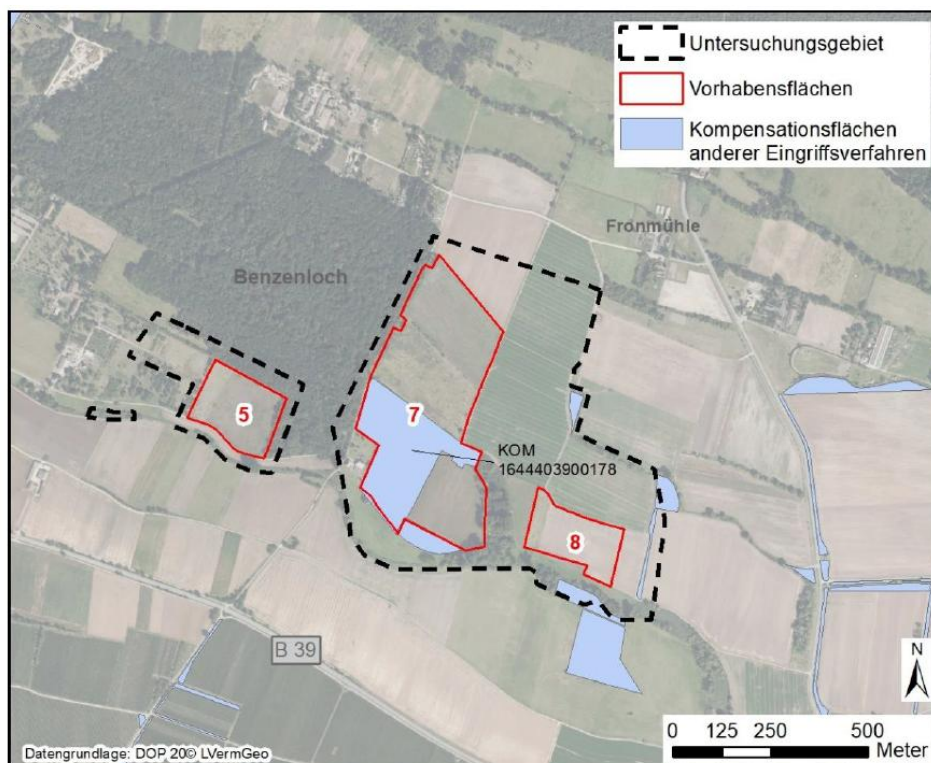 Untersuchungsgebiet
Vorhabensflächen
Kompensationsflächen
anderer Eingriffsverfahren
Fronmühle
Benzenloch
5
7
KOM
1644403900178
8
B 39
N
0 125 250 500
Meter
Datengrundlage: DOP 20© LVermGeo